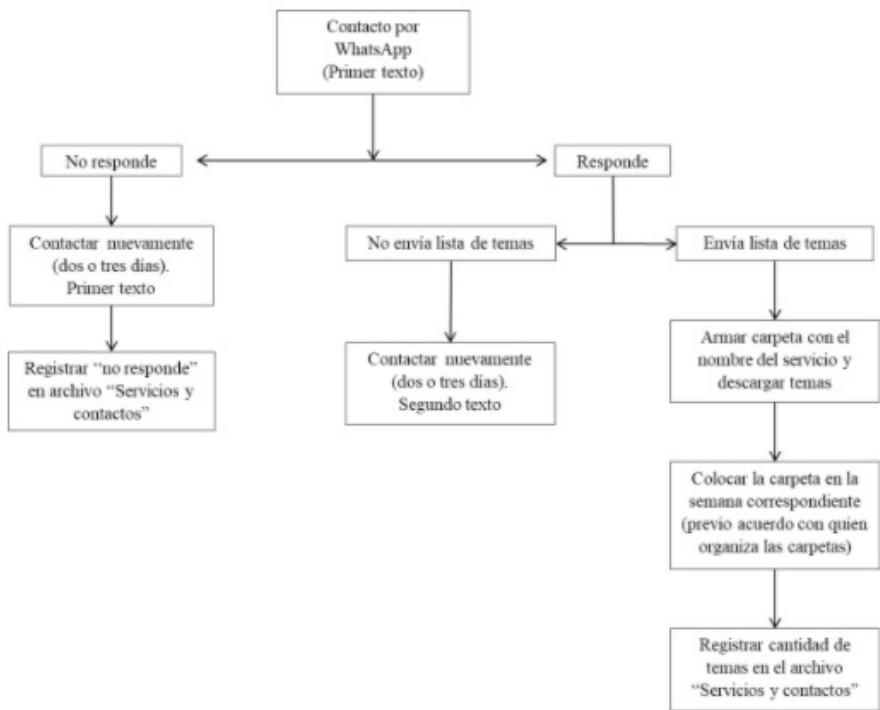 Contacto por
WhatsApp
(Primer texto)
No responde
Responde
Contactar nuevamente
(dos o tres días).
Primer texto
No envía lista de temas
Envía lista de temas
Registrar “no responde”
en archivo “Servicios y
contactos”
Contactar nuevamente
(dos o tres días).
Segundo texto
Armar carpeta con el
nombre del servicio y
descargar temas
Colocar la carpeta en la
semana correspondiente
(previo acuerdo con quien
organiza las carpetas)
Registrar cantidad de
temas en el archivo
“Servicios y contactos”